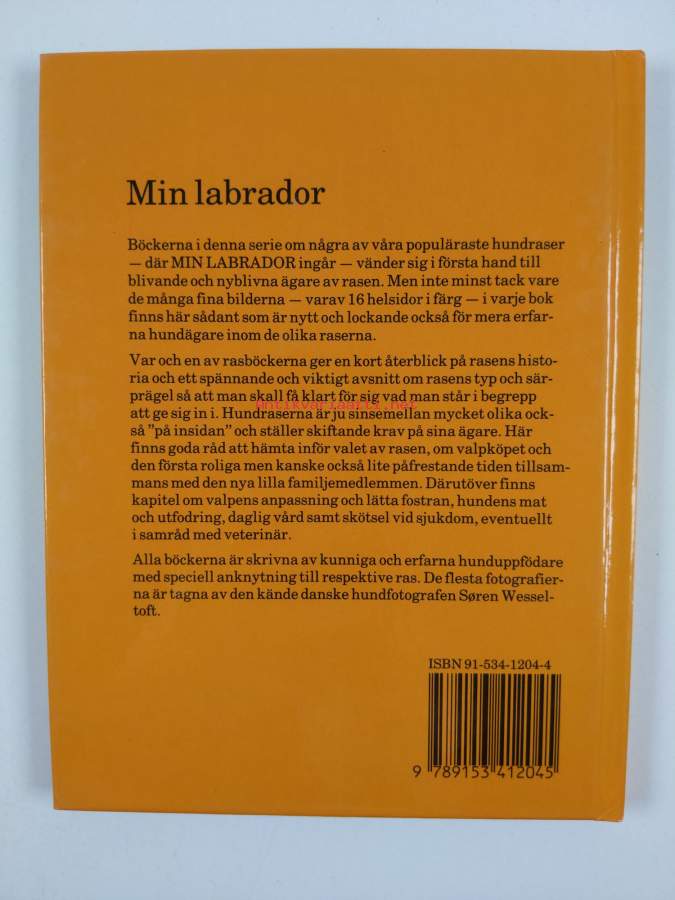 Min labrador
Böckerna i denna serie om några av våra populäraste hundraser
— där MIN LABRADOR ingår — vänder sig i första hand till
blivande och nyblivna ägare av rasen. Men inte minst tack vare
de många fina bilderna — varav 16 helsidor i färg — i varje bok
finns här sådant som är nytt och lockande också för mera erfar-
na hundägare inom de olika raserna.
Var och en av rasböckerna ger en kort återblick på rasens histo-
ria och ett spännande och viktigt avsnitt om rasens typ och sär-
prägel så att man skall få klart för sig vad man står i begrepp
att ge sig in i. Hundraserna är ju sinsemellan mycket olika ock-
antikvariaatti.net
så "på insidan" och ställer skiftande krav på sina ägare. Här
finns goda råd att hämta inför valet av rasen, om valpköpet och
den första roliga men kanske också lite påfrestande tiden tillsam-
mans med den nya lilla familjemedlemmen. Därutöver finns
kapitel om valpens anpassning och lätta fostran, hundens mat
och utfodring, daglig vård samt skötsel vid sjukdom, eventuellt
i samråd med veterinär.
Alla böckerna är skrivna av kunniga och erfarna hunduppfödare
med speciell anknytning till respektive ras. De flesta fotografier-
na är tagna av den kände danske hundfotografen Søren Wessel-
toft.
ISBN 91-534-1204-4
9 789153 412045